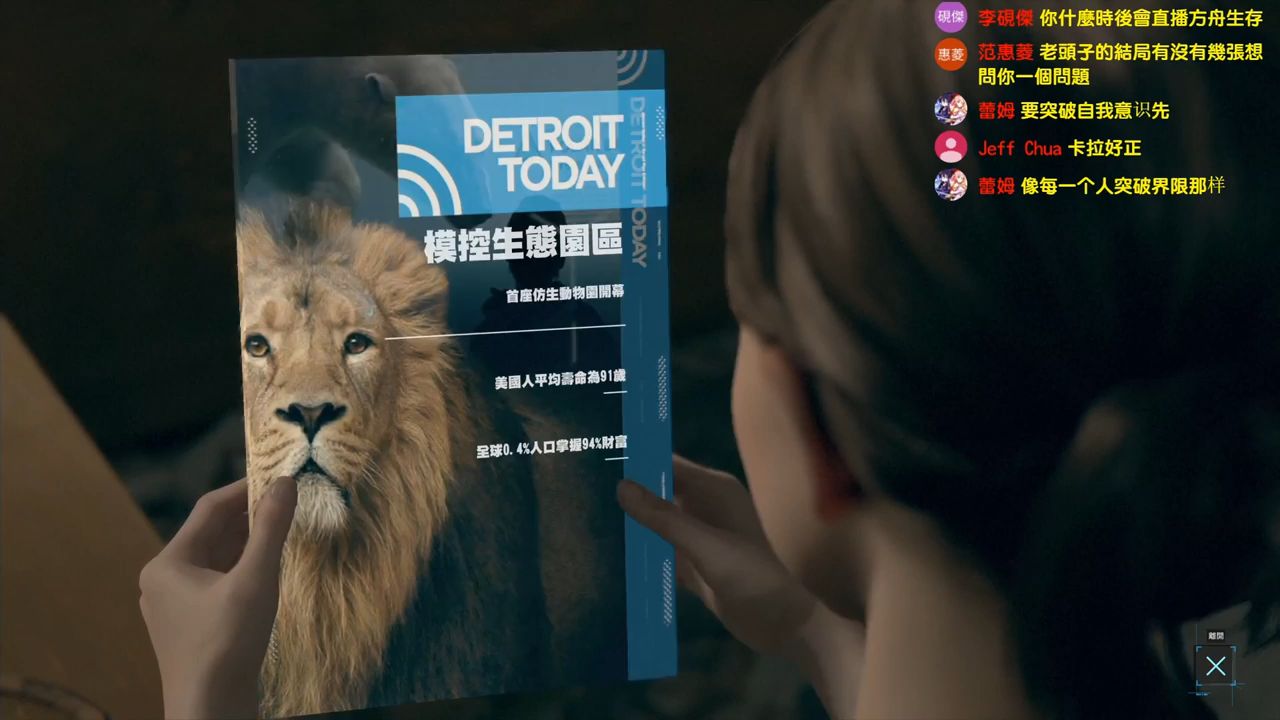 DETROIT
TODAY
DETROIT TODAY
模控生態園區
首座仿生動物園開幕
美國人平均壽命為91歲
全球0.4%人口掌握94%財富
硯傑 李硯傑 你什麼時後會直播方舟生存
惠菱 范惠菱 老頭子的結局有沒有幾張想
問你一個問題
蕾姆 要突破自我意识先
Jeff Chua 卡拉好正
蕾姆 像每一个人突破界限那样
離開